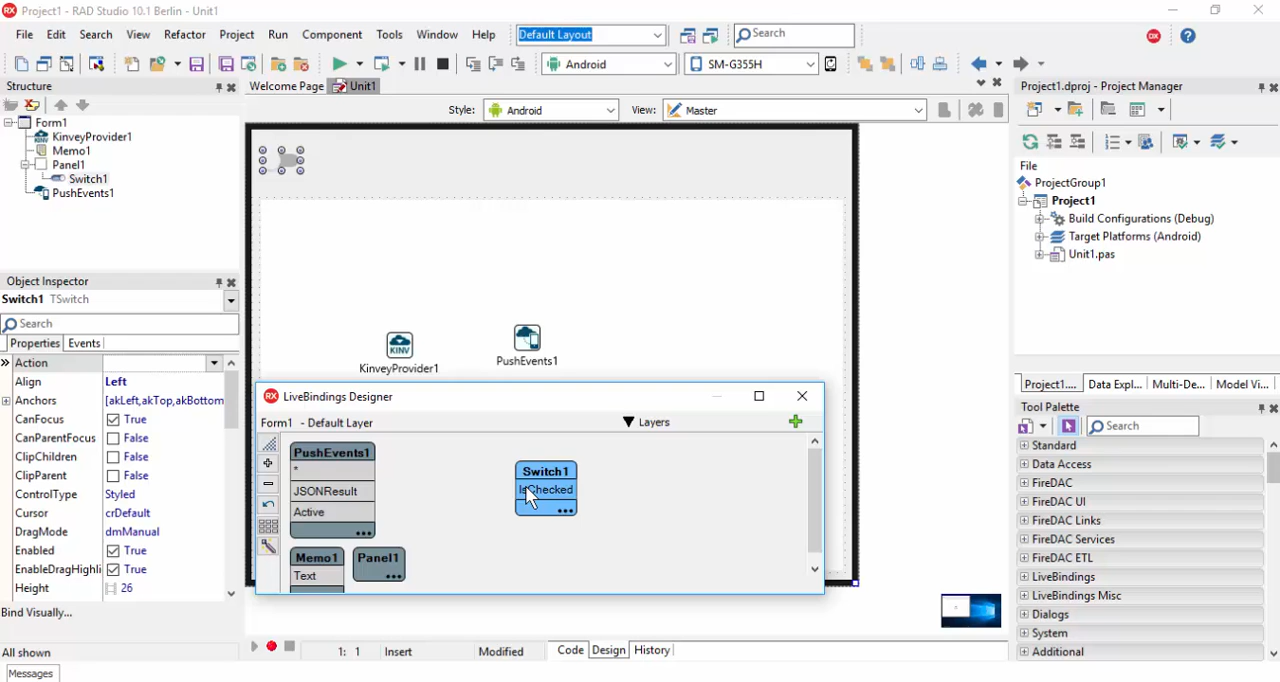 RX Project1 - RAD Studio 10.1 Berlin - Unit1
File Edit Search View Refactor Project Run Component Tools Window Help Default Layout Search DX ?
Android SM-G355H
Structure Welcome Page Unit1 Project1.dproj - Project Manager
Style: Android View: Master
Form1
KinveyProvider1
Memo1
Panel1
Switch1
PushEvents1
File
ProjectGroup1
Project1
Build Configurations (Debug)
Target Platforms (Android)
Unit1.pas
Object Inspector
Switch1 TSwitch
Search
Properties Events
Action
Align Left
Anchors [akLeft,akTop,akBottom
CanFocus True
CanParentFocus False
ClipChildren False
ClipParent False
ControlType Styled
Cursor crDefault
DragMode dmManual
Enabled True
EnableDragHighli True
Height 26
Bind Visually...
All shown
Messages
KINV
KinveyProvider1
PushEvents1
RX LiveBindings Designer
Form1 - Default Layer Layers
PushEvents1
*
JSONResult
Active
Memo1
Text
Panel1
Switch1
IsChecked
1: 1 Insert Modified Code Design History
Project1.... Data Expl... Multi-De... Model Vi...
Tool Palette
Search
Standard
Data Access
FireDAC
FireDAC UI
FireDAC Links
FireDAC Services
FireDAC ETL
LiveBindings
LiveBindings Misc
Dialogs
System
Additional